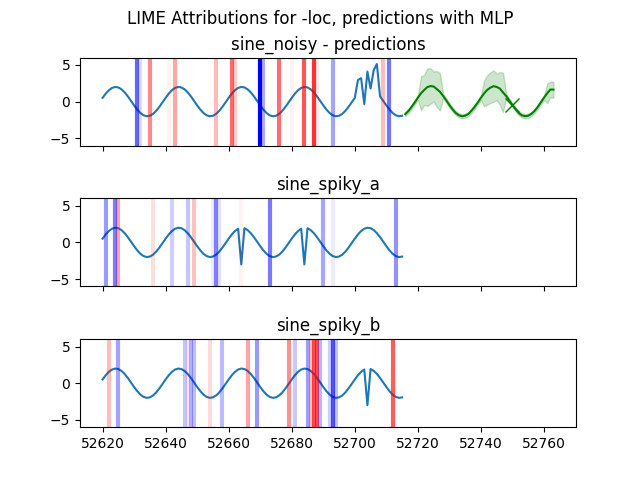 LIME Attributions for -loc, predictions with MLP
sine_noisy - predictions
5
0
−5
sine_spiky_a
5
0
−5
sine_spiky_b
5
0
−5
52620 52640 52660 52680 52700 52720 52740 52760